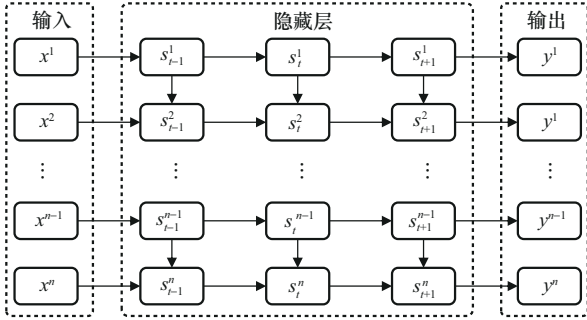 输入 隐藏层 输出
x¹ s¹ₜ₋₁ s¹ₜ s¹ₜ₊₁ y¹
x² s²ₜ₋₁ s²ₜ s²ₜ₊₁ y¹
⋮ ⋮ ⋮
xⁿ⁻¹ sⁿ⁻¹ₜ₋₁ sⁿ⁻¹ₜ sⁿ⁻¹ₜ₊₁ yⁿ⁻¹
xⁿ sⁿₜ₋₁ sⁿₜ sⁿₜ₊₁ yⁿ